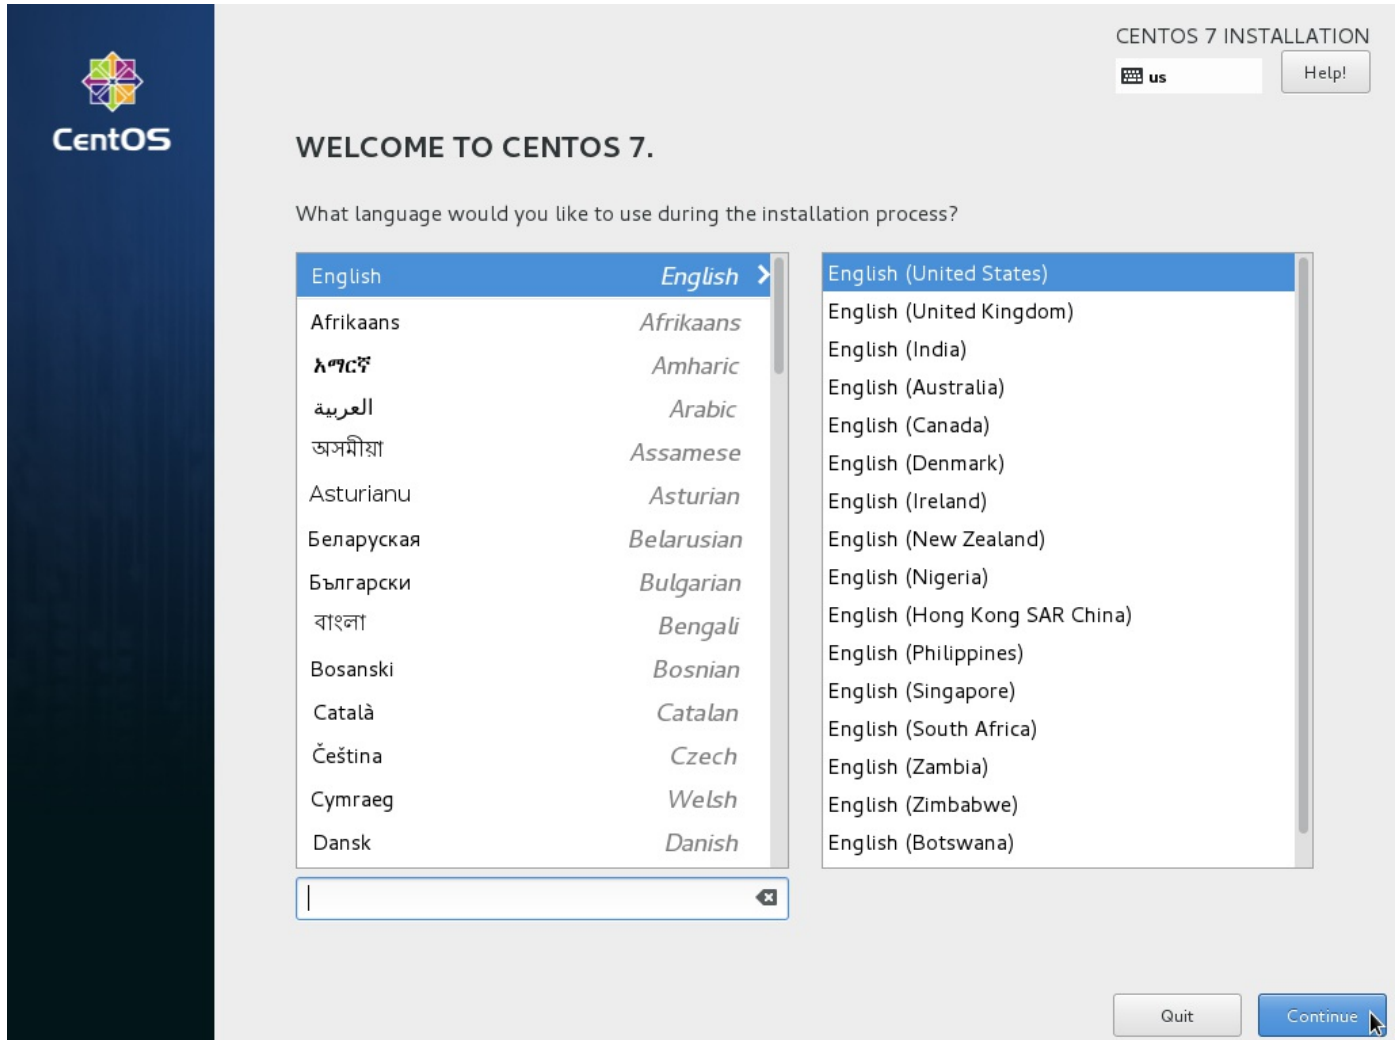 CentOS
CENTOS 7 INSTALLATION
us
Help!
WELCOME TO CENTOS 7.
What language would you like to use during the installation process?
English English
Afrikaans Afrikaans
አማርኛ Amharic
العربية Arabic
অসমীয়া Assamese
Asturianu Asturian
Беларуская Belarusian
Български Bulgarian
বাংলা Bengali
Bosanski Bosnian
Català Catalan
Čeština Czech
Cymraeg Welsh
Dansk Danish
English (United States)
English (United Kingdom)
English (India)
English (Australia)
English (Canada)
English (Denmark)
English (Ireland)
English (New Zealand)
English (Nigeria)
English (Hong Kong SAR China)
English (Philippines)
English (Singapore)
English (South Africa)
English (Zambia)
English (Zimbabwe)
English (Botswana)
Quit
Continue